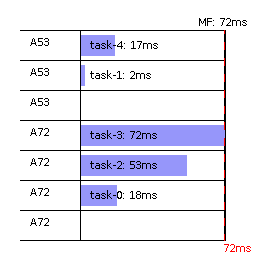 MF: 72ms
A53 task-4: 17ms
A53 task-1: 2ms
A53
A72 task-3: 72ms
A72 task-2: 53ms
A72 task-0: 18ms
A72
72ms